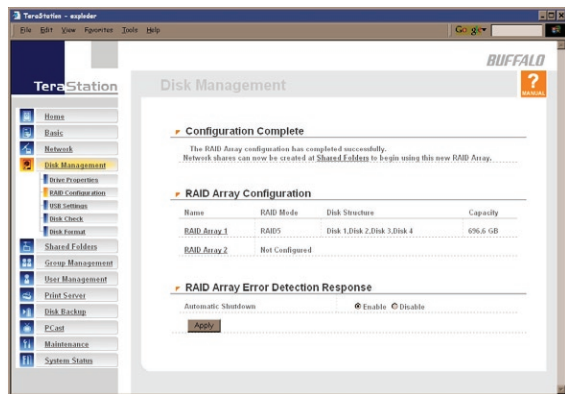 TeraStation - exploder
File Edit View Favorites Tools Help
Google
BUFFALO
TeraStation
Disk Management
?
MANUAL
Home
Basic
Network
Disk Management
Drive Properties
RAID Configuration
USB Settings
Disk Check
Disk Format
Shared Folders
Group Management
User Management
Print Server
Disk Backup
PCast
Maintenance
System Status
Configuration Complete
The RAID Array configuration has completed successfully.
Network shares can now be created at Shared Folders to begin using this new RAID Array.
RAID Array Configuration
Name RAID Mode Disk Structure Capacity
RAID Array 1 RAID5 Disk 1,Disk 2,Disk 3,Disk 4 696.6 GB
RAID Array 2 Not Configured
RAID Array Error Detection Response
Automatic Shutdown Enable Disable
Apply